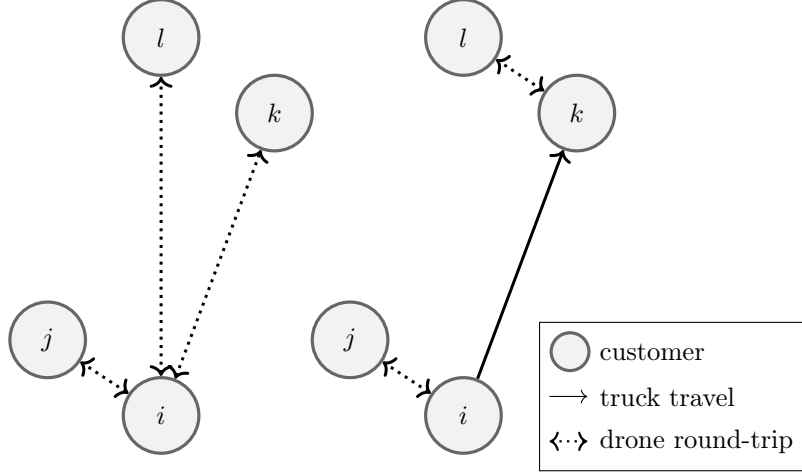 l
k
j
i
l
k
j
i
customer
truck travel
drone round-trip